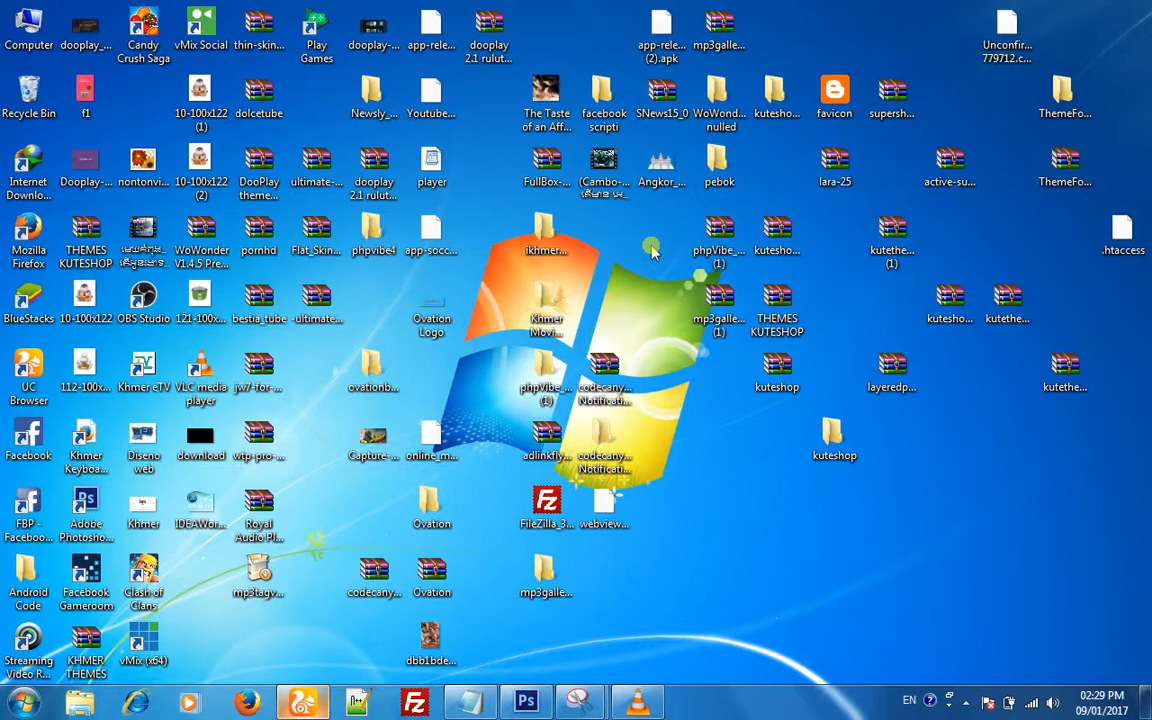 Computer
dooplay_...
Candy
Crush Saga
vMix Social
thin-skin...
Play
Games
dooplay-...
app-rele...
dooplay
2.1 rulut...
app-rele...
(2).apk
mp3galle...
Unconfir...
779712.c...
Recycle Bin
f1
10-100x122
(1)
dolcetube
Newsly_...
Youtube...
The Taste
of an Aff...
facebook
scripti
SNews15_0
WoWond...
nulled
kutesho...
favicon
supersh...
ThemeFo...
Internet
Downlo...
Dooplay-...
nontonvi...
10-100x122
(2)
DooPlay
theme...
ultimate-...
dooplay
2.1 rulut...
player
FullBox-...
(Cambo-...
Angkor_...
pebok
lara-25
active-su...
ThemeFo...
Mozilla
Firefox
THEMES
KUTESHOP
WoWonder
V1.4.5 Pre...
pornhd
Flat_Skin...
phpvibe4
app-socc...
ikhmer...
phpVibe_...
(1)
kutesho...
kutethe...
(1)
.htaccess
BlueStacks
10-100x122
OBS Studio
121-100x...
bestia_tube
-ultimate...
Ovation
Logo
Khmer
Movi...
mp3galle...
(1)
THEMES
KUTESHOP
kutesho...
kutethe...
UC
Browser
112-100x...
Khmer eTV
VLC media
player
jw7-for-...
ovationb...
phpVibe_...
(1)
codecany...
Notificati...
kuteshop
layeredp...
kutethe...
Facebook
Khmer
Keyboa...
Diseno
web
download
wtp-pro-...
Capture-...
online_m...
adlinkfly...
codecany...
Notificati...
kuteshop
FBP -
Faceboo...
Adobe
Photosho...
Khmer
IDEAWor...
Royal
Audio Pl...
Ovation
FileZilla_3...
webview...
Android
Code
Facebook
Gameroom
Clash of
Clans
mp3tagv...
codecany...
Ovation
mp3galle...
Streaming
Video R...
KHMER
THEMES
vMix (x64)
dbb1bde...
EN
02:29 PM
09/01/2017